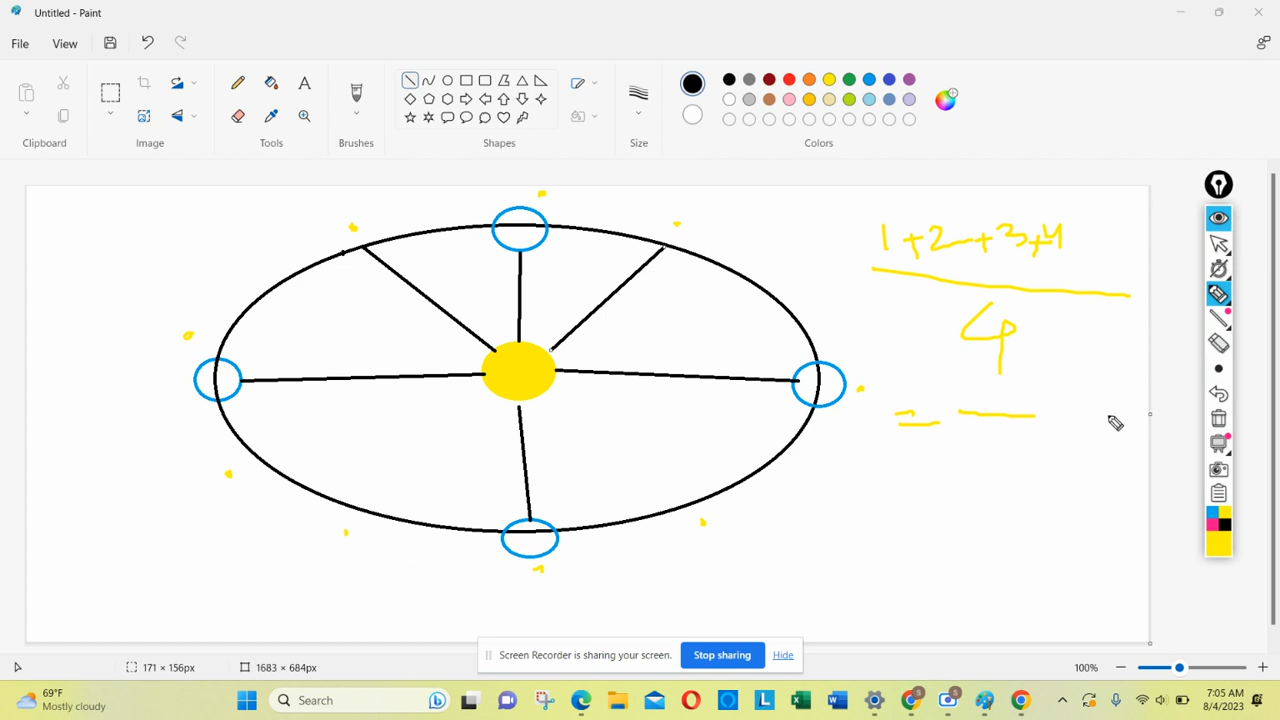 Untitled - Paint
File View
Clipboard Image Tools Brushes Shapes Size Colors
A
1+2+3+4
4
=
Screen Recorder is sharing your screen. Stop sharing Hide
171 × 156px 1683 × 684px 100%
69°F
Mostly cloudy
Search
7:05 AM
8/4/2023